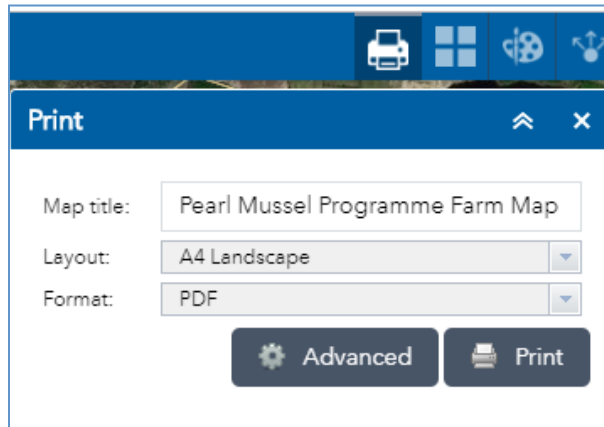 Print
Map title: Pearl Mussel Programme Farm Map
Layout: A4 Landscape
Format: PDF
Advanced Print